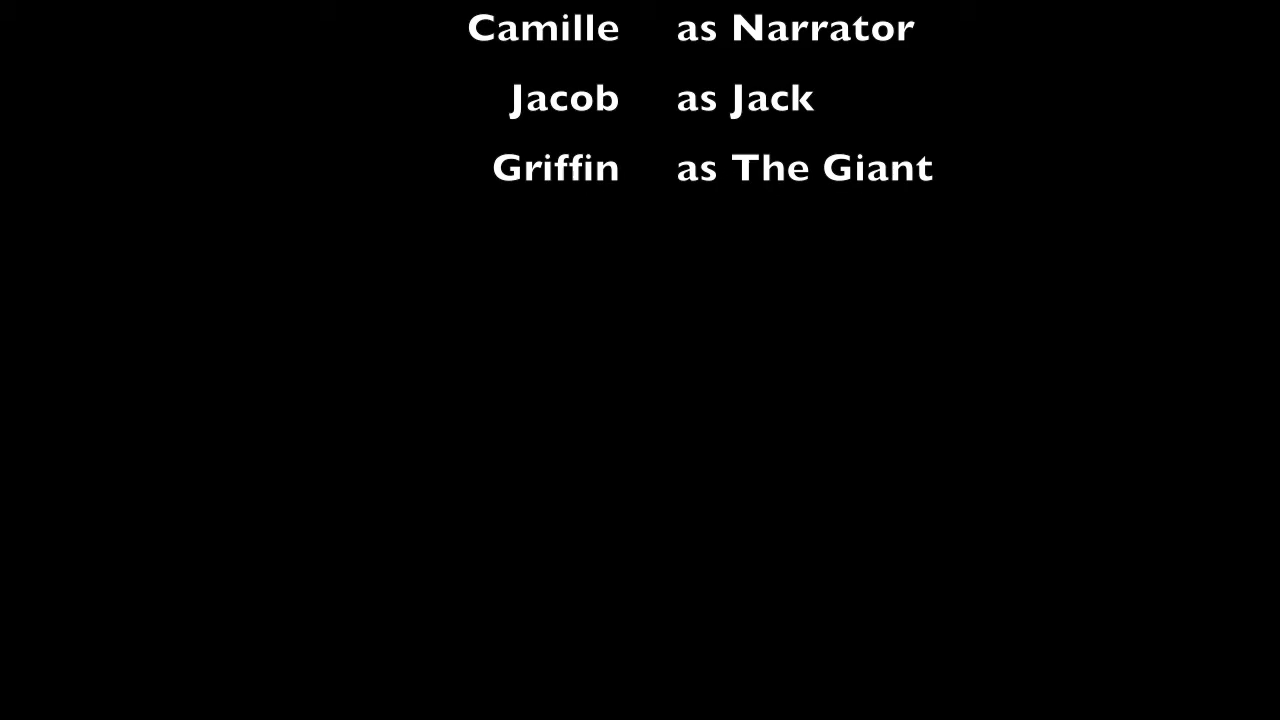 Camille as Narrator
Jacob as Jack
Griffin as The Giant